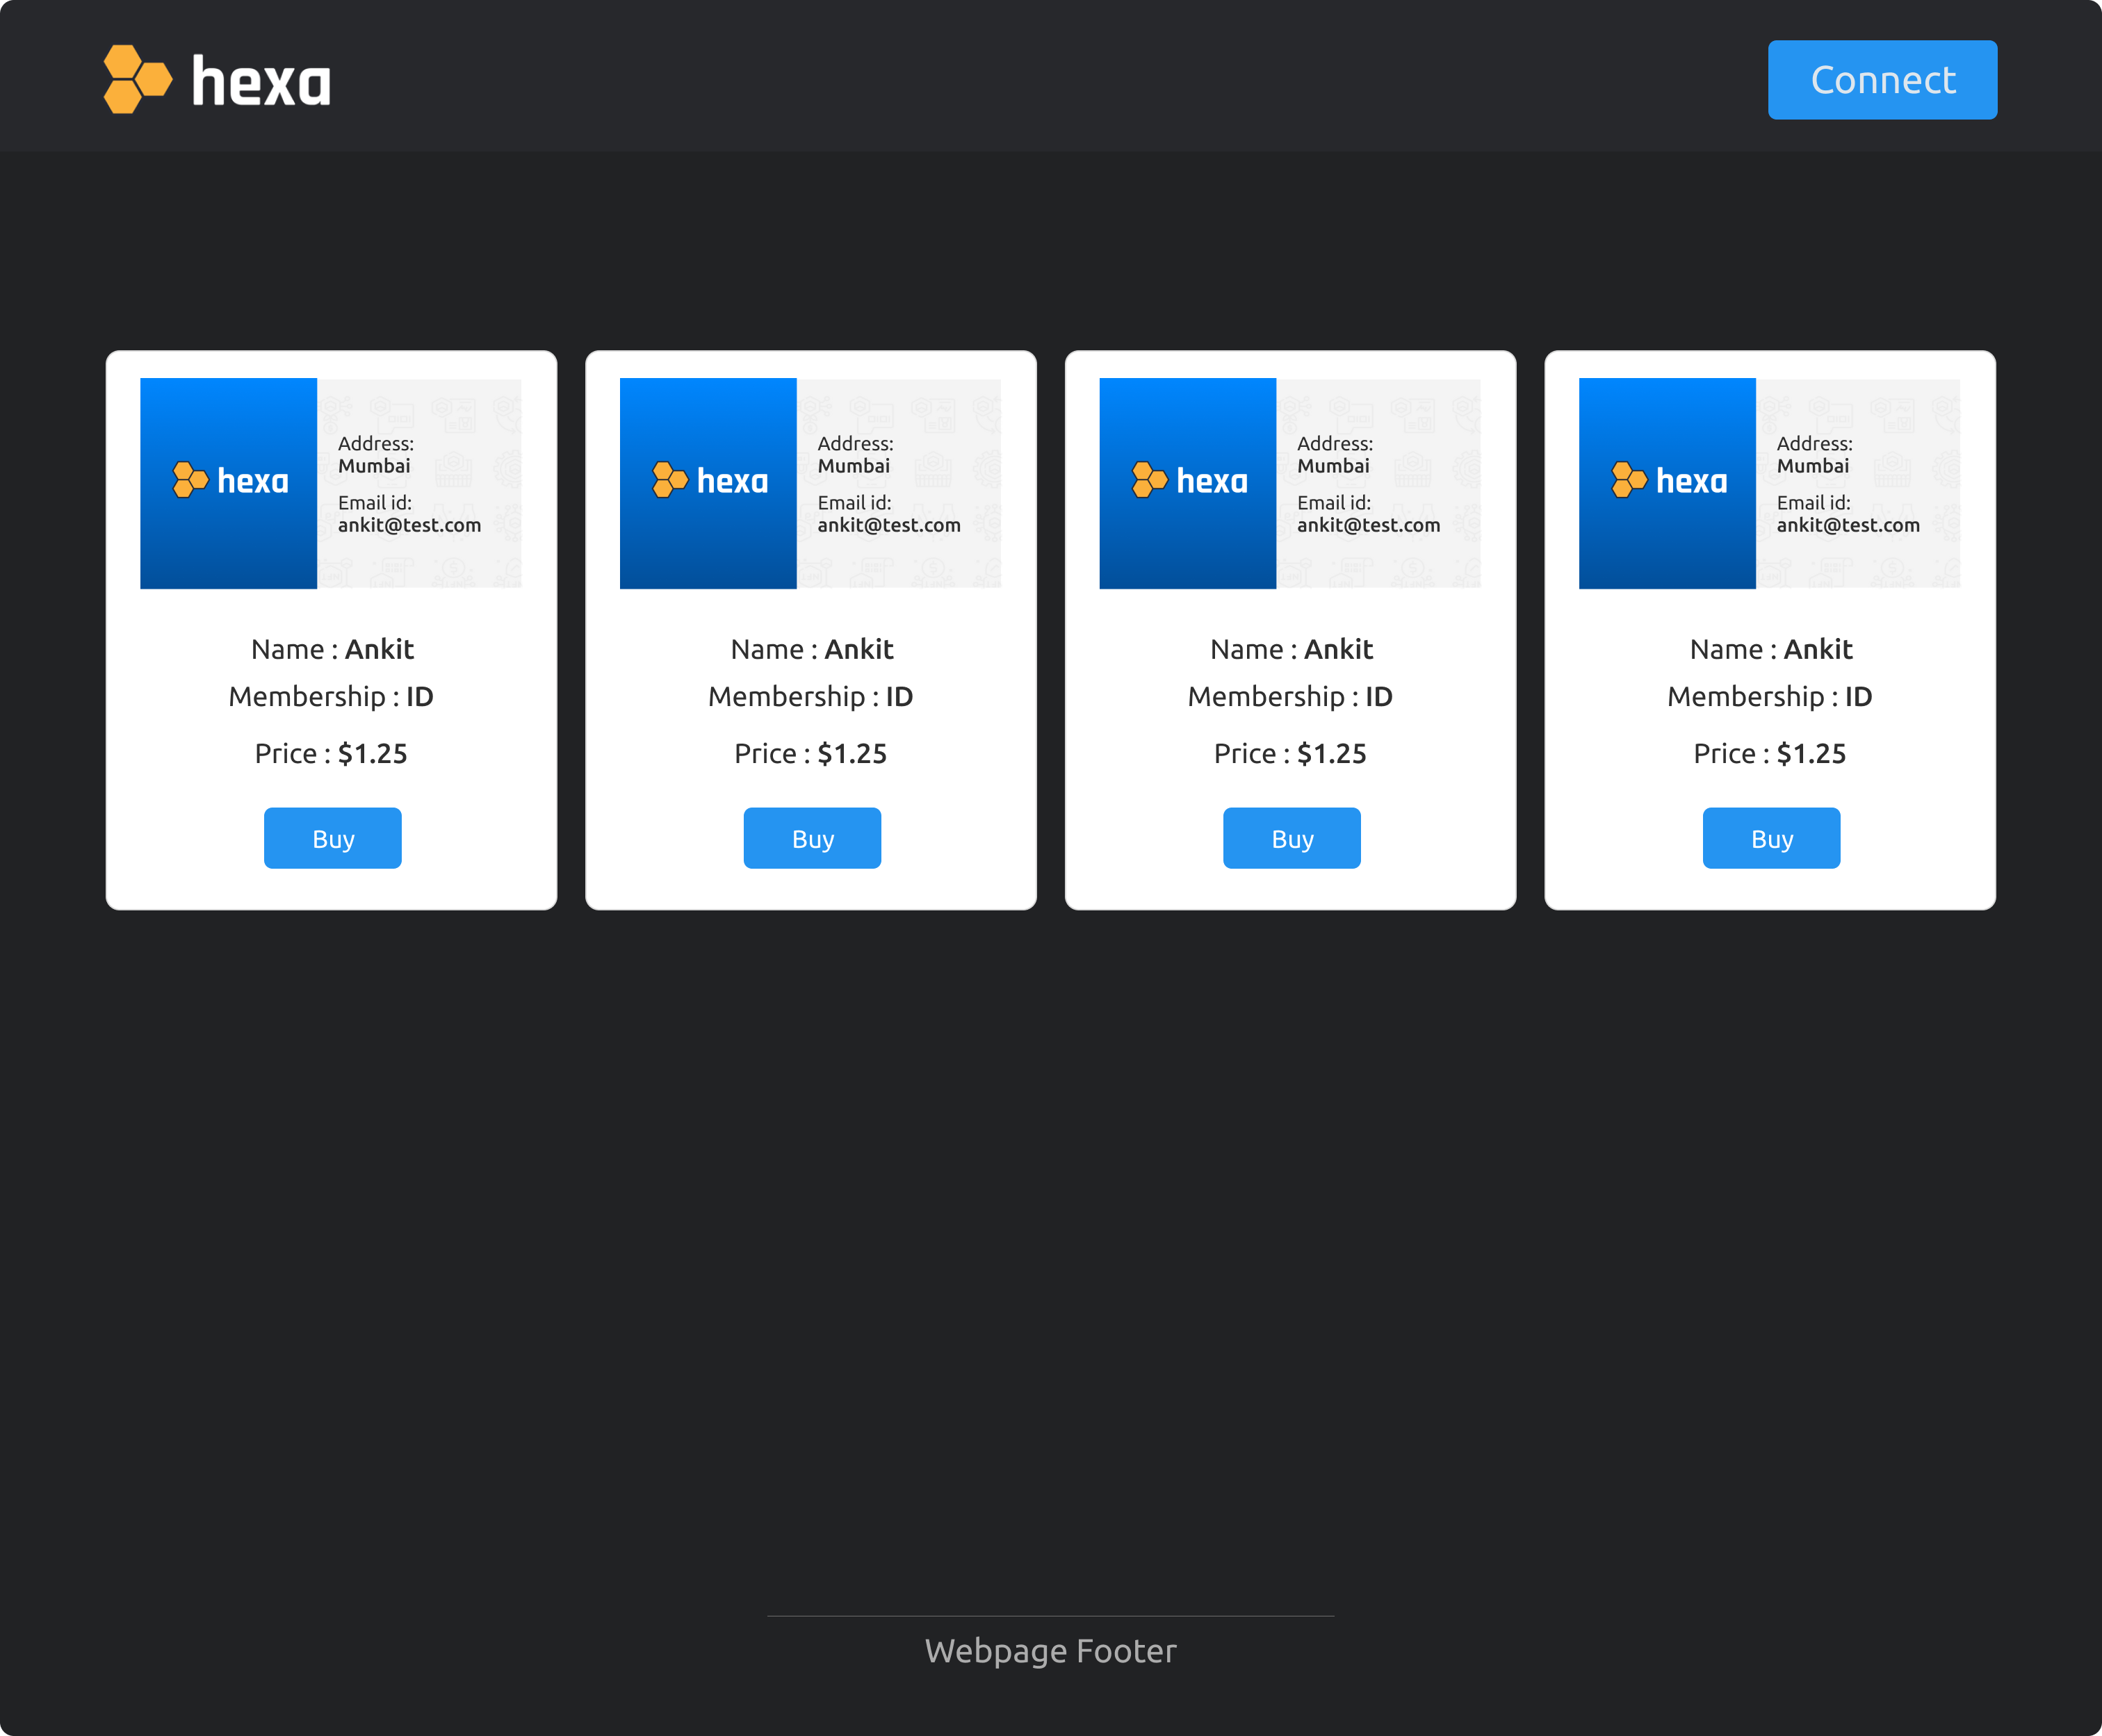 hexa
Connect
hexa
Address:
Mumbai
Email id:
ankit@test.com
Name : Ankit
Membership : ID
Price : $1.25
Buy
hexa
Address:
Mumbai
Email id:
ankit@test.com
Name : Ankit
Membership : ID
Price : $1.25
Buy
hexa
Address:
Mumbai
Email id:
ankit@test.com
Name : Ankit
Membership : ID
Price : $1.25
Buy
hexa
Address:
Mumbai
Email id:
ankit@test.com
Name : Ankit
Membership : ID
Price : $1.25
Buy
Webpage Footer